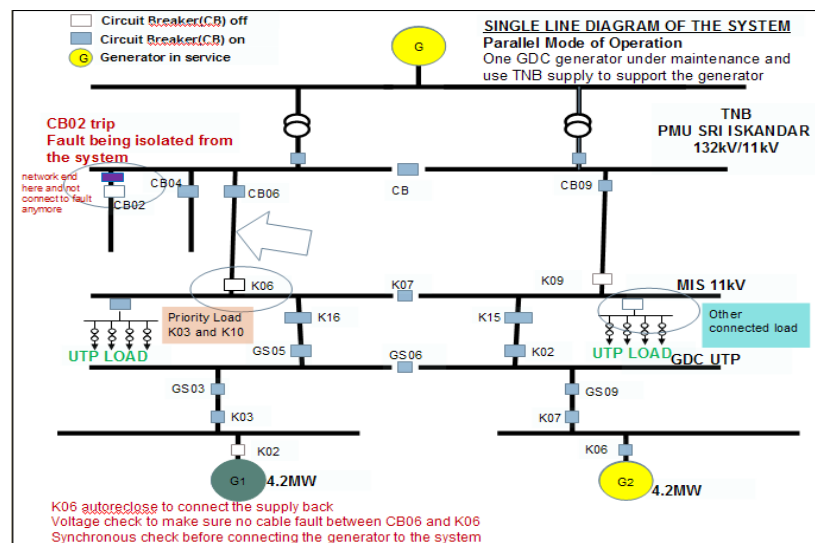 Circuit Breaker(CB) off
Circuit Breaker(CB) on
G Generator in service
G
SINGLE LINE DIAGRAM OF THE SYSTEM
Parallel Mode of Operation
One GDC generator under maintenance and
use TNB supply to support the generator
TNB
PMU SRI ISKANDAR
132kV/11kV
CB02 trip
Fault being isolated from
the system
network end
here and not
connect to fault
anymore
CB02
CB04
CB06
CB
CB09
K06
K07
K09
MIS 11kV
Priority Load
K03 and K10
K16
K15
Other
connected load
UTP LOAD
GS05
GS06
K02
UTP LOAD
GDC UTP
GS03
GS09
K03
K07
K02
K06
G1
4.2MW
G2
4.2MW
K06 autoreclose to connect the supply back
Voltage check to make sure no cable fault between CB06 and K06
Synchronous check before connecting the generator to the system